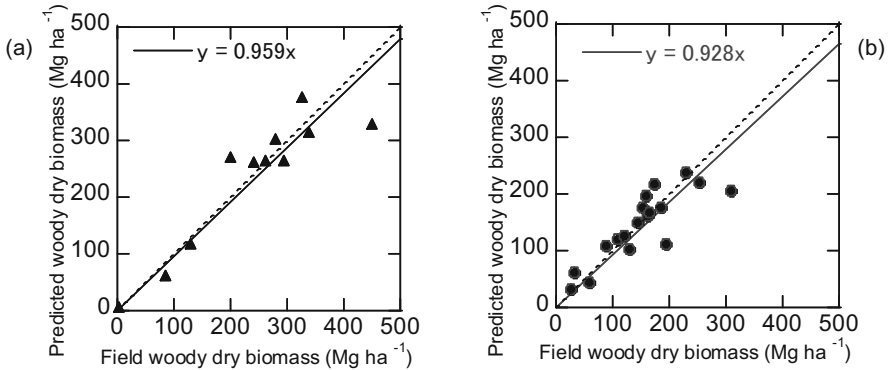 (a)
Predicted woody dry biomass (Mg ha⁻¹)
500
400
300
200
100
0
y = 0.959x
0 100 200 300 400 500
Field woody dry biomass (Mg ha⁻¹)
(b)
Predicted woody dry biomass (Mg ha⁻¹)
500
400
300
200
100
0
y = 0.928x
0 100 200 300 400 500
Field woody dry biomass (Mg ha⁻¹)